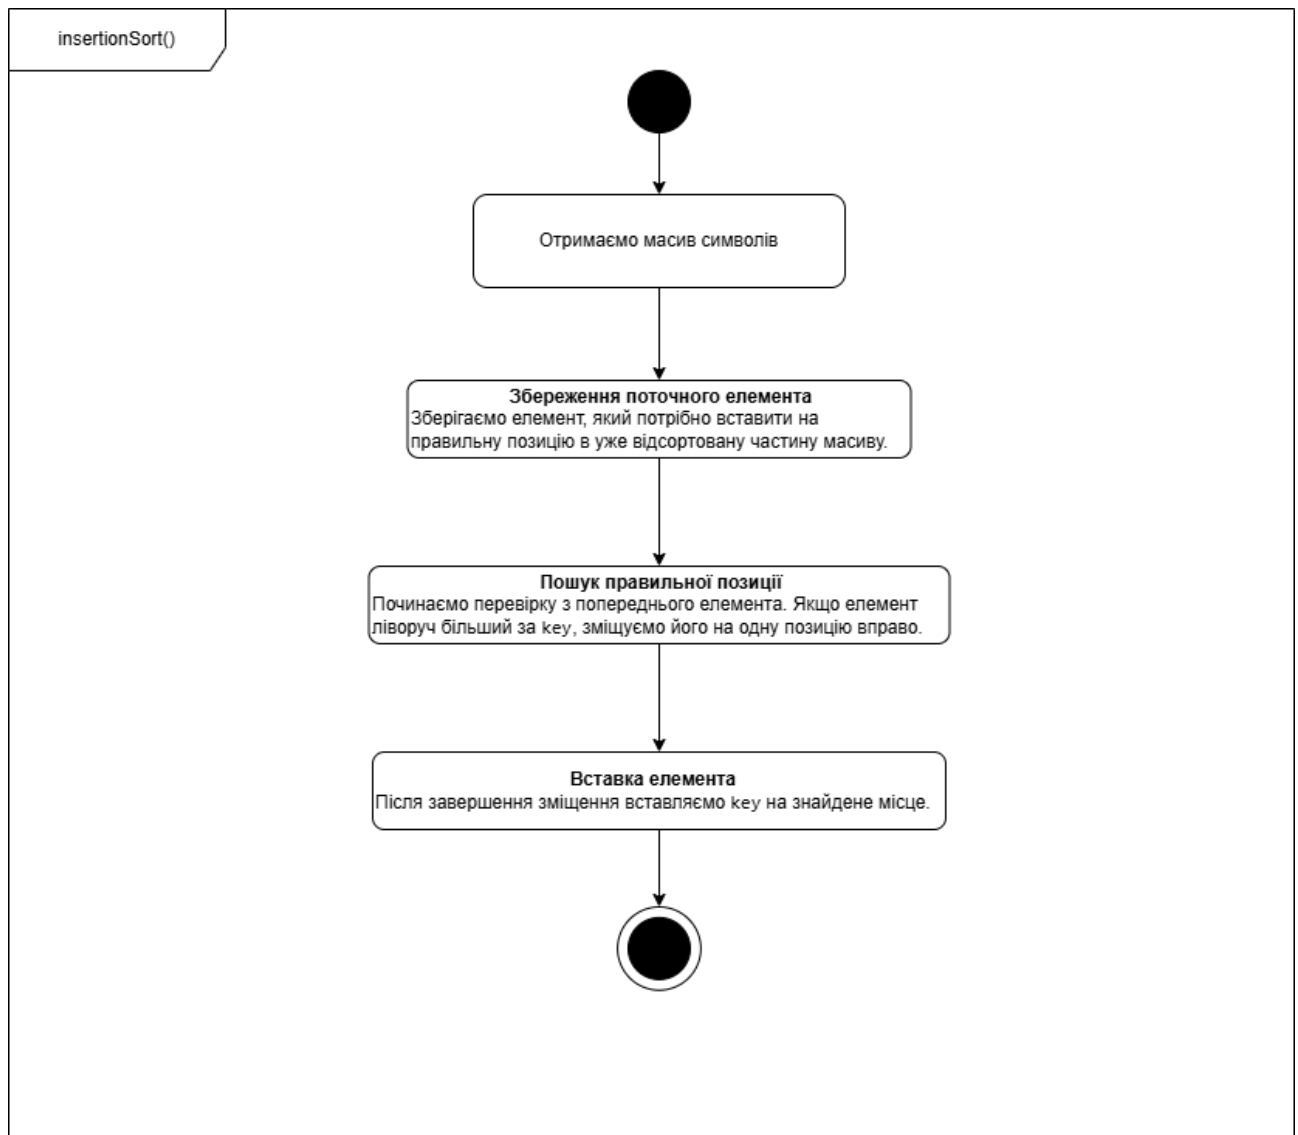 insertionSort()
Отримаємо масив символів
Збереження поточного елемента
Зберігаємо елемент, який потрібно вставити на
правильну позицію в уже відсортовану частину масиву.
Пошук правильної позиції
Починаємо перевірку з попереднього елемента. Якщо елемент
ліворуч більший за key, зміщуємо його на одну позицію вправо.
Вставка елемента
Після завершення зміщення вставляємо key на знайдене місце.